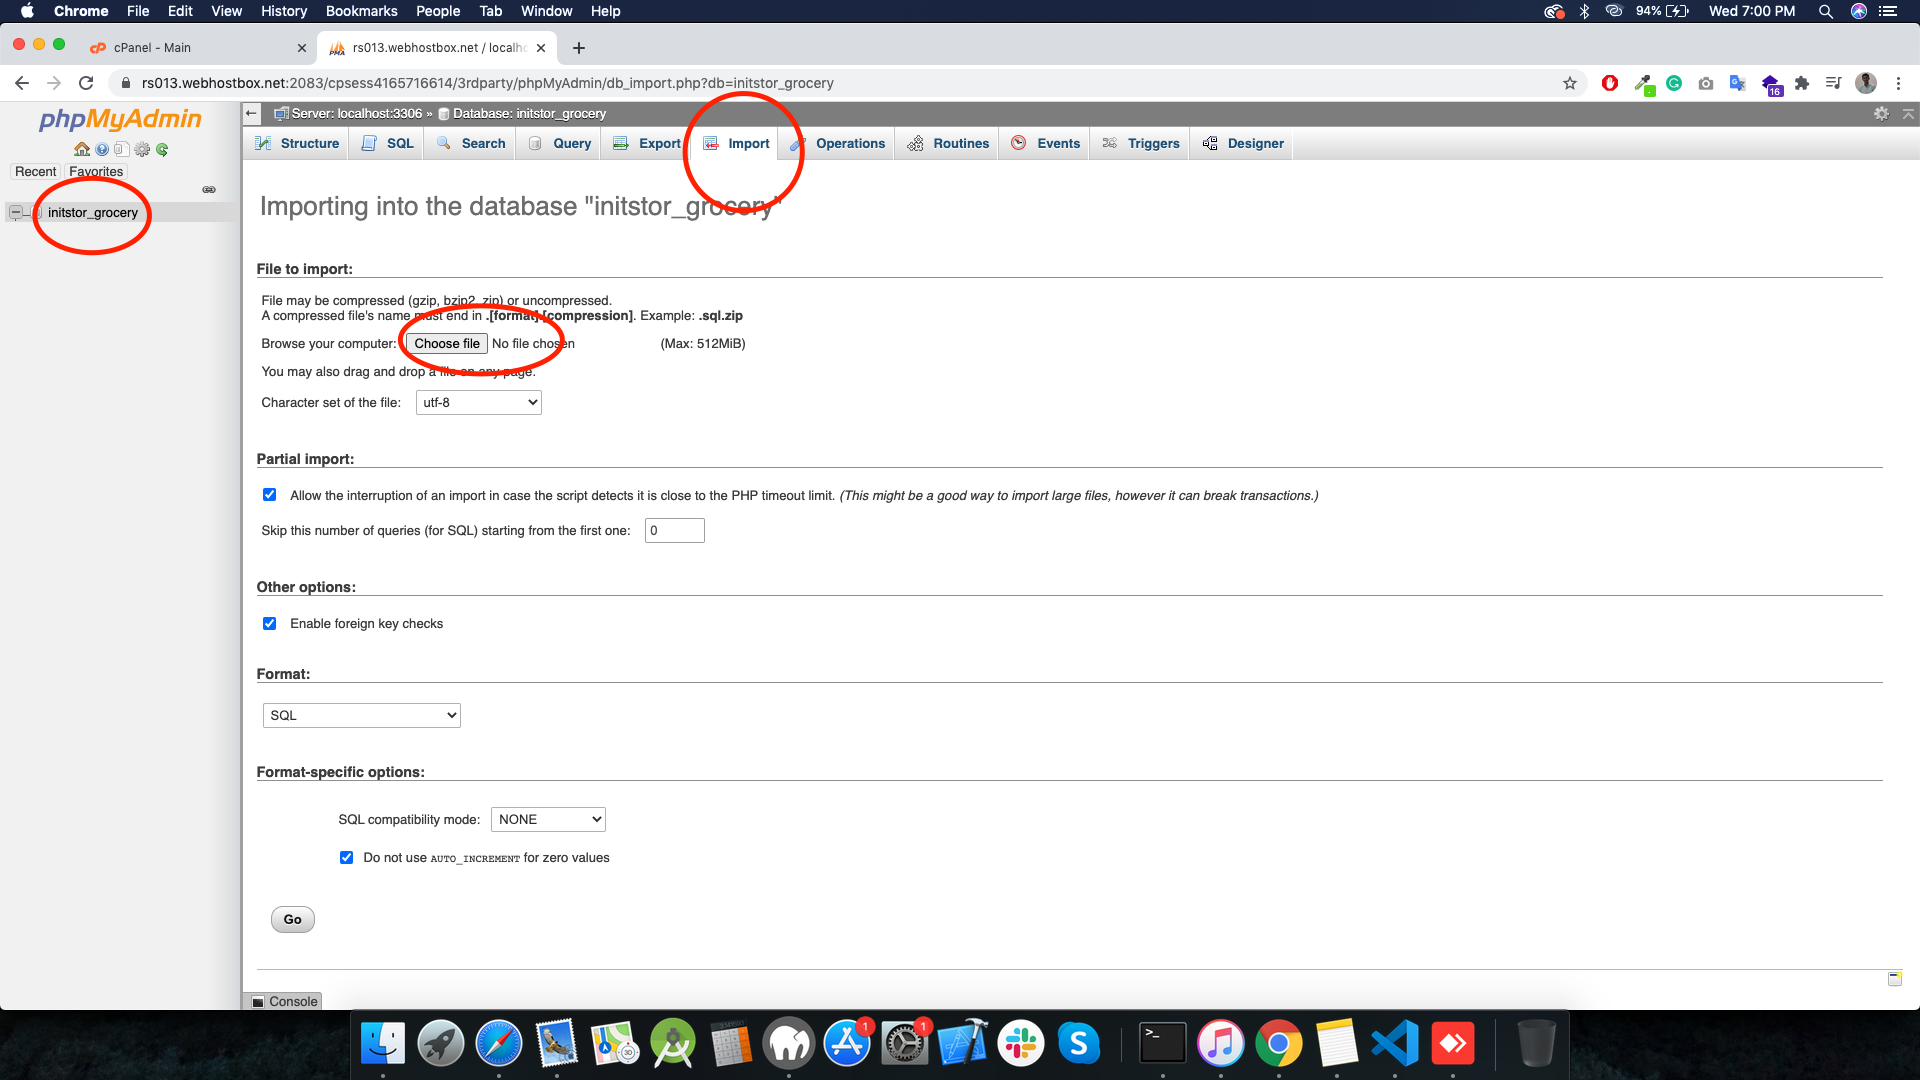 Chrome File Edit View History Bookmarks People Tab Window Help
94% Wed 7:00 PM
cPanel - Main
rs013.webhostbox.net / localh
rs013.webhostbox.net:2083/cpsess4165716614/3rdparty/phpMyAdmin/db_import.php?db=initstor_grocery
16
phpMyAdmin
Server: localhost:3306 » Database: initstor_grocery
Structure SQL Search Query Export Import Operations Routines Events Triggers Designer
Recent Favorites
initstor_grocery
Importing into the database "initstor_grocery"
File to import:
File may be compressed (gzip, bzip2, zip) or uncompressed.
A compressed file's name must end in .[format].[compression]. Example: .sql.zip
Browse your computer: Choose file No file chosen (Max: 512MiB)
You may also drag and drop a file on any page.
Character set of the file: utf-8
Partial import:
Allow the interruption of an import in case the script detects it is close to the PHP timeout limit. (This might be a good way to import large files, however it can break transactions.)
Skip this number of queries (for SQL) starting from the first one: 0
Other options:
Enable foreign key checks
Format:
SQL
Format-specific options:
SQL compatibility mode: NONE
Do not use AUTO_INCREMENT for zero values
Go
Console
1
1